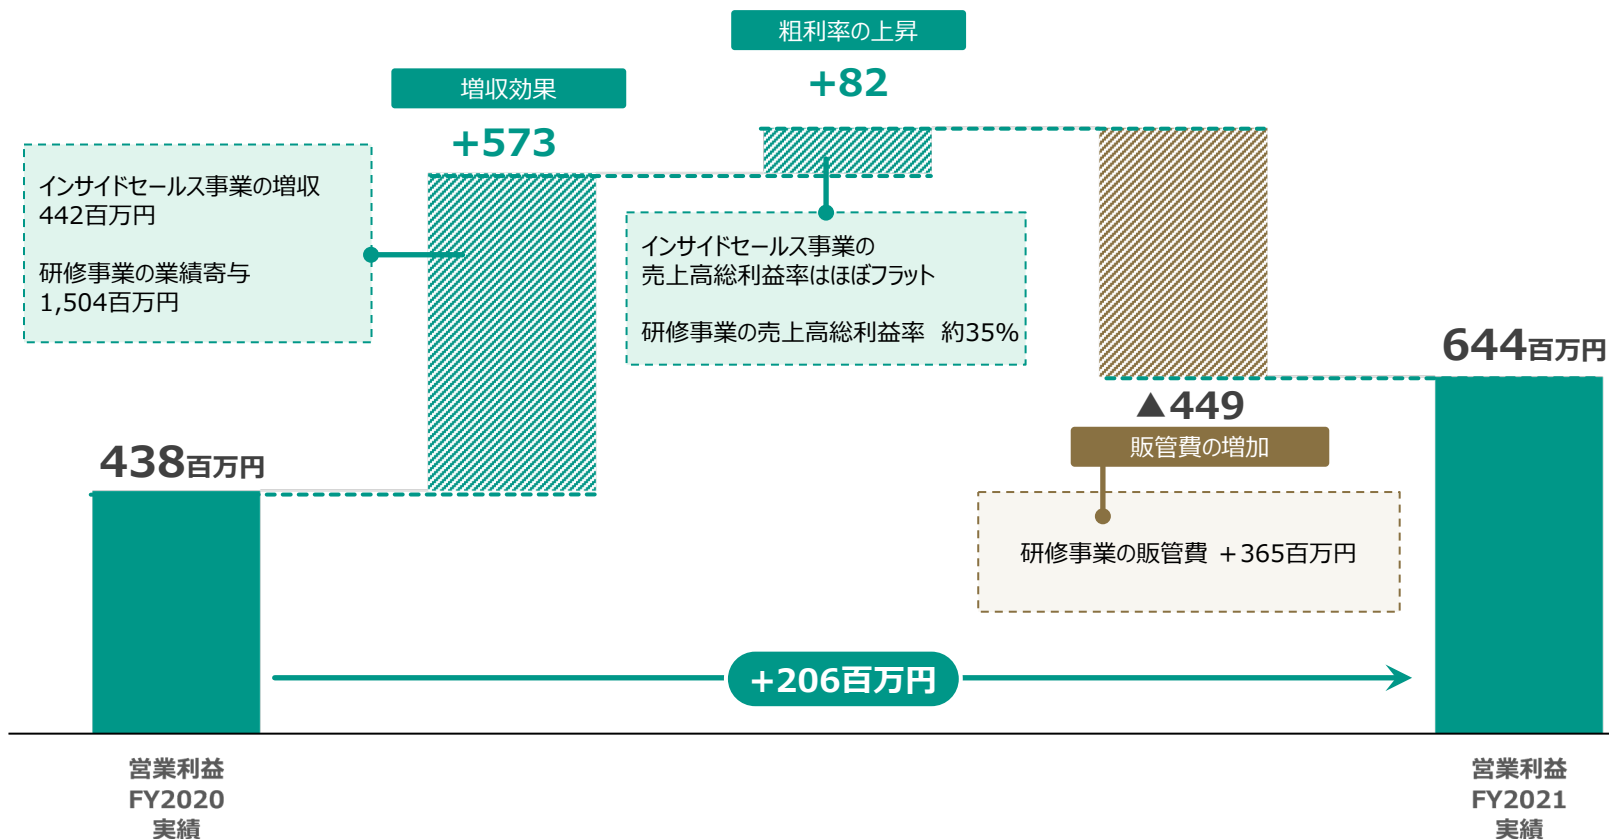 粗利率の上昇
+82
増収効果
+573
インサイドセールス事業の増収
442百万円
研修事業の業績寄与
1,504百万円
インサイドセールス事業の
売上高総利益率はほぼフラット
研修事業の売上高総利益率 約35%
644百万円
▲449
販管費の増加
438百万円
研修事業の販管費 +365百万円
+206百万円
営業利益
FY2020
実績
営業利益
FY2021
実績